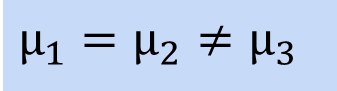 μ₁ = μ₂ ≠ μ₃